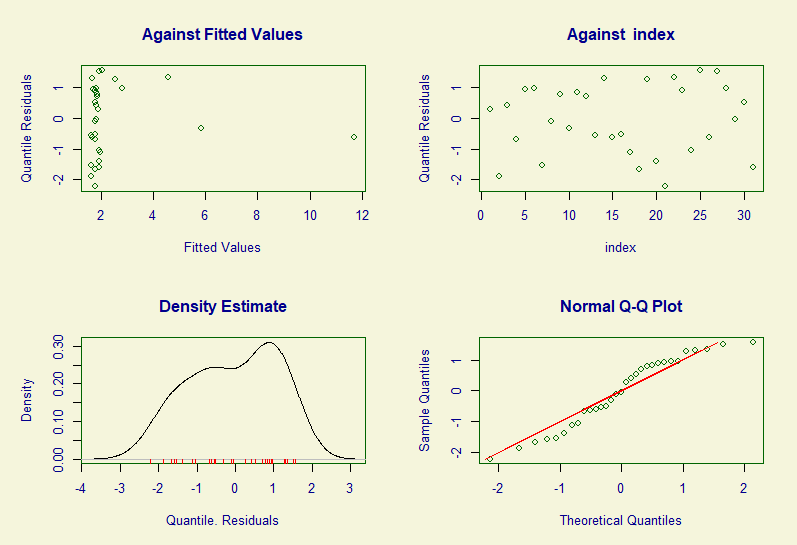 Against Fitted Values
Quantile Residuals
-2 -1 0 1
2 4 6 8 10 12
Fitted Values
Against index
Quantile Residuals
-2 -1 0 1
0 5 10 15 20 25 30
index
Density Estimate
Density
0.00 0.10 0.20 0.30
-4 -3 -2 -1 0 1 2 3
Quantile. Residuals
Normal Q-Q Plot
Sample Quantiles
-2 -1 0 1
-2 -1 0 1 2
Theoretical Quantiles